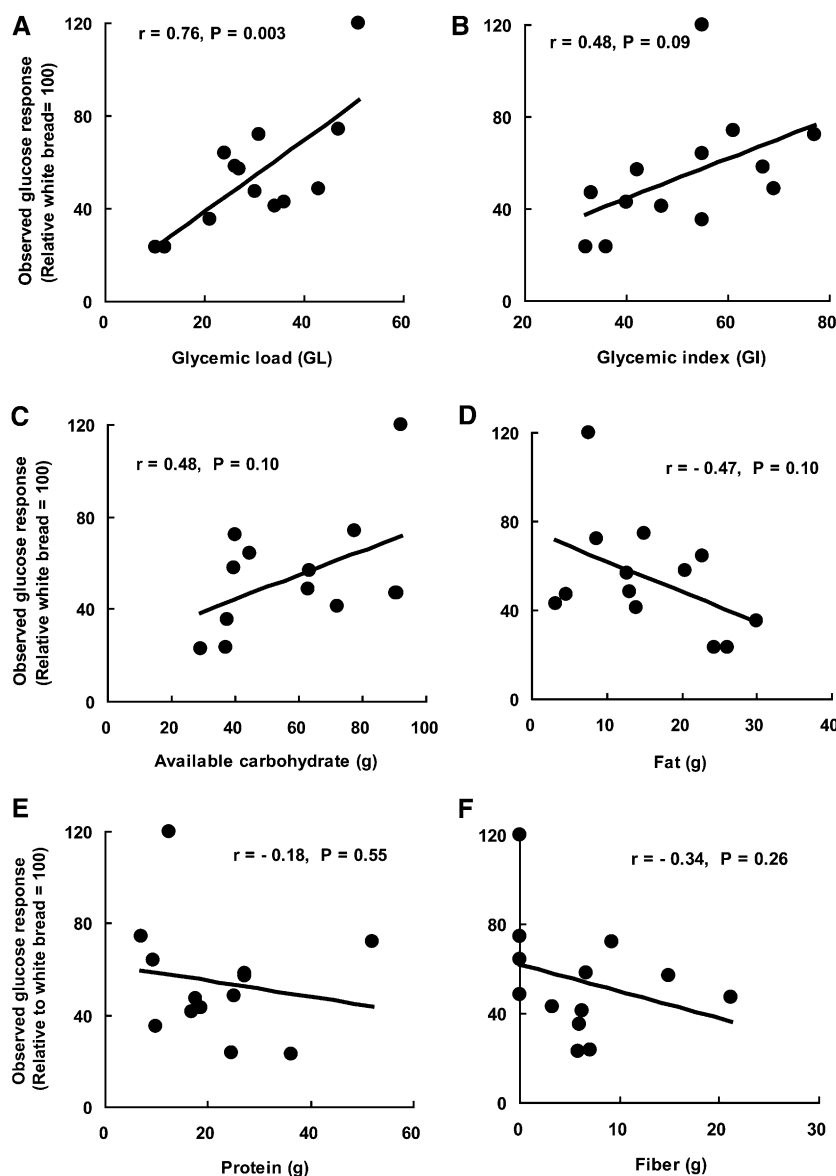 A
r = 0.76, P = 0.003
Observed glucose response
(Relative white bread= 100)
120
80
40
0
0 20 40 60
Glycemic load (GL)
B
r = 0.48, P = 0.09
120
80
40
0
20 40 60 80
Glycemic index (GI)
C
r = 0.48, P = 0.10
Observed glucose response
(Relative white bread = 100)
120
80
40
0
0 20 40 60 80 100
Available carbohydrate (g)
D
r = - 0.47, P = 0.10
120
80
40
0
0 10 20 30 40
Fat (g)
E
r = - 0.18, P = 0.55
Observed glucose response
(Relative to white bread = 100)
120
80
40
0
0 20 40 60
Protein (g)
F
r = - 0.34, P = 0.26
120
80
40
0
0 10 20 30
Fiber (g)